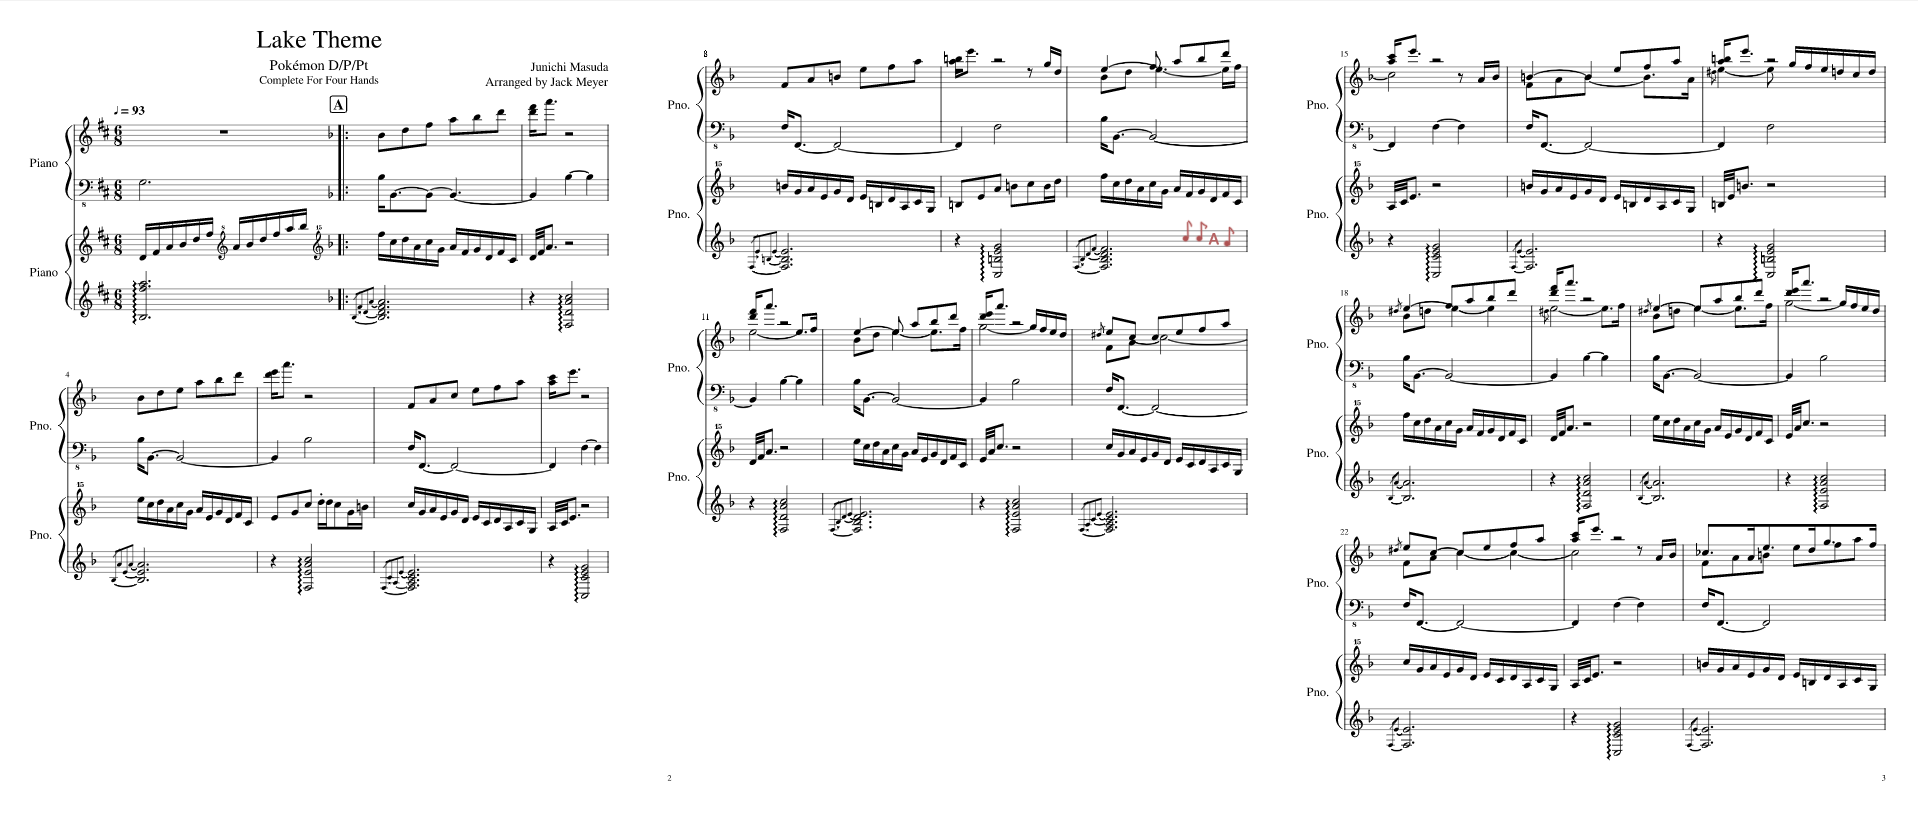 Lake Theme
Pokémon D/P/Pt
Complete For Four Hands
Junichi Masuda
Arranged by Jack Meyer
♩ = 93
A
Piano
Piano
4
Pno.
Pno.
8
Pno.
Pno.
A
11
Pno.
Pno.
2
15
Pno.
Pno.
18
Pno.
Pno.
22
Pno.
Pno.
3